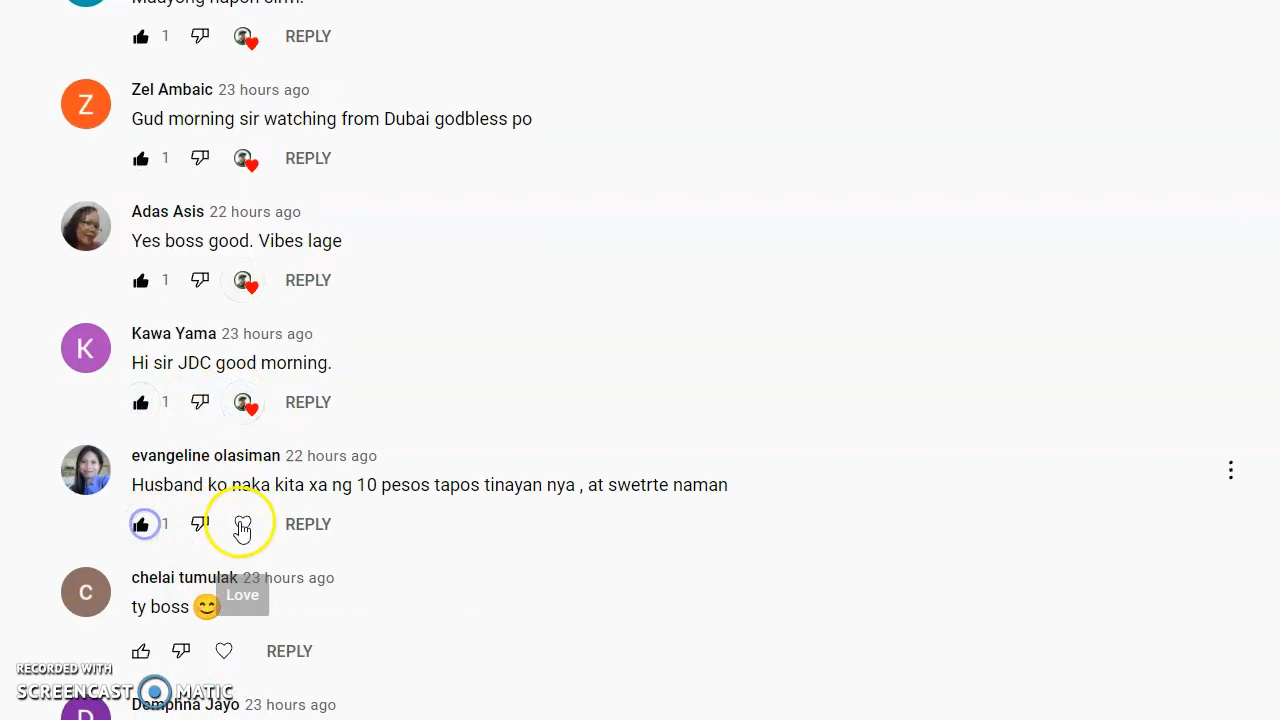 Zel Ambaic 23 hours ago
Gud morning sir watching from Dubai godbless po
1 REPLY
Adas Asis 22 hours ago
Yes boss good. Vibes lage
1 REPLY
Kawa Yama 23 hours ago
Hi sir JDC good morning.
1 REPLY
evangeline olasiman 22 hours ago
Husband ko naka kita xa ng 10 pesos tapos tinayan nya , at swetrte naman
1 REPLY
chelai tumulak 23 hours ago
Love
ty boss 😊
REPLY
RECORDED WITH
SCREENCAST MATIC
Demphna Jayo 23 hours ago